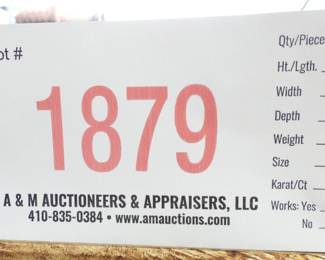 ot #
1879
A & M AUCTIONEERS & APPRAISERS, LLC
410-835-0384 • www.amauctions.com
Qty/Piece
Ht./Lgth.
Width
Depth
Weight
Size
Karat/Ct
Works: Yes
No